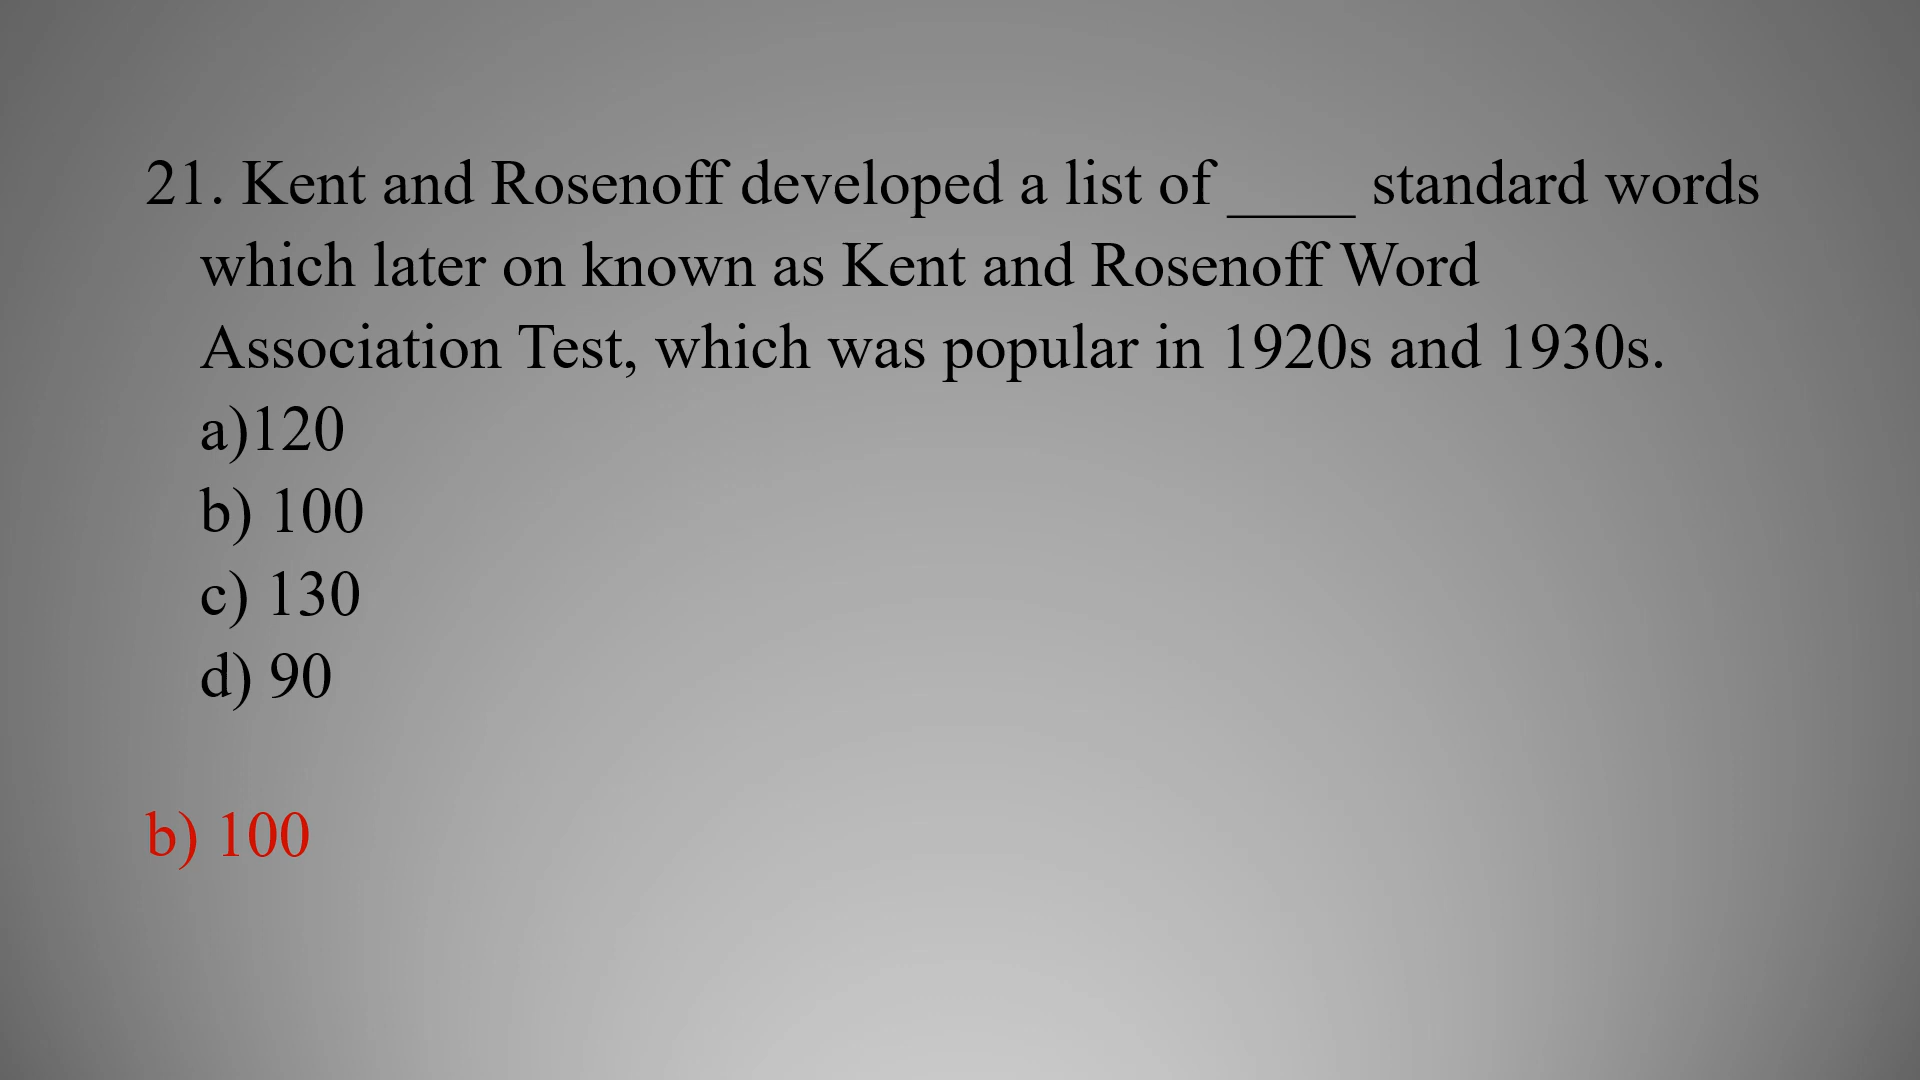 21. Kent and Rosenoff developed a list of ____ standard words
which later on known as Kent and Rosenoff Word
Association Test, which was popular in 1920s and 1930s.
a)120
b) 100
c) 130
d) 90
b) 100